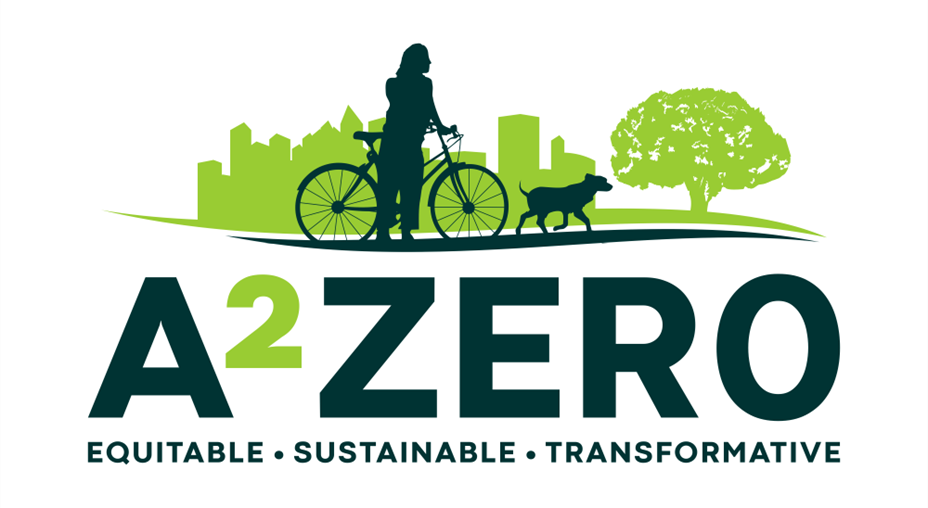 A²ZERO
EQUITABLE • SUSTAINABLE • TRANSFORMATIVE